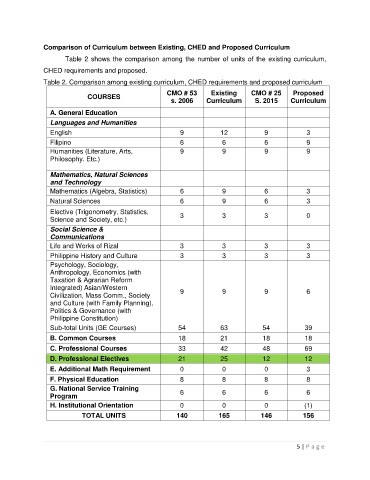 Comparison of Curriculum between Existing, CHED and Proposed Curriculum
Table 2 shows the comparison among the number of units of the existing curriculum,
CHED requirements and proposed.
Table 2. Comparison among existing curriculum, CHED requirements and proposed curriculum
COURSES CMO # 53 s. 2006 Existing Curriculum CMO # 25 S. 2015 Proposed Curriculum
A. General Education
Languages and Humanities
English 9 12 9 3
Filipino 6 6 6 9
Humanities (Literature, Arts, 9 9 9 9
Philosophy. Etc.)
Mathematics, Natural Sciences
and Technology
Mathematics (Algebra, Statistics) 6 9 6 3
Natural Sciences 6 9 6 3
Elective (Trigonometry, Statistics, 3 3 3 0
Science and Society, etc.)
Social Science &
Communications
Life and Works of Rizal 3 3 3 3
Philippine History and Culture 3 3 3 3
Psychology, Sociology,
Anthropology, Economics (with
Taxation & Agrarian Reform
Integrated) Asian/Western
Civilization, Mass Comm., Society 9 9 9 6
and Culture (with Family Planning),
Politics & Governance (with
Philippine Constitution)
Sub-total Units (GE Courses) 54 63 54 39
B. Common Courses 18 21 18 18
C. Professional Courses 33 42 48 69
D. Professional Electives 21 25 12 12
E. Additional Math Requirement 0 0 0 3
F. Physical Education 8 8 8 8
G. National Service Training 6 6 6 6
Program
H. Institutional Orientation 0 0 0 (1)
TOTAL UNITS 140 165 146 156
5 | P a g e